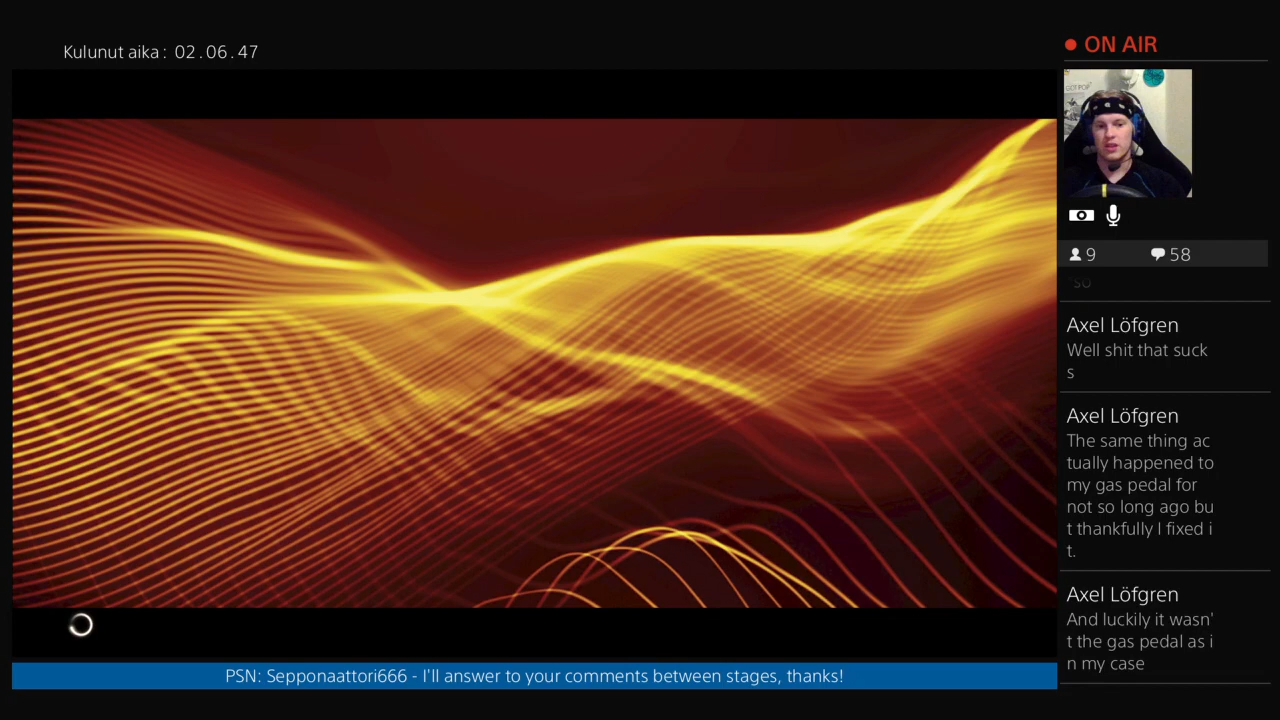 Kulunut aika: 02.06.47
ON AIR
9 58
so
Axel Löfgren
Well shit that suck
s
Axel Löfgren
The same thing ac
tually happened to
my gas pedal for
not so long ago bu
t thankfully I fixed i
t.
Axel Löfgren
And luckily it wasn'
t the gas pedal as i
n my case
PSN: Sepponaattori666 - I'll answer to your comments between stages, thanks!